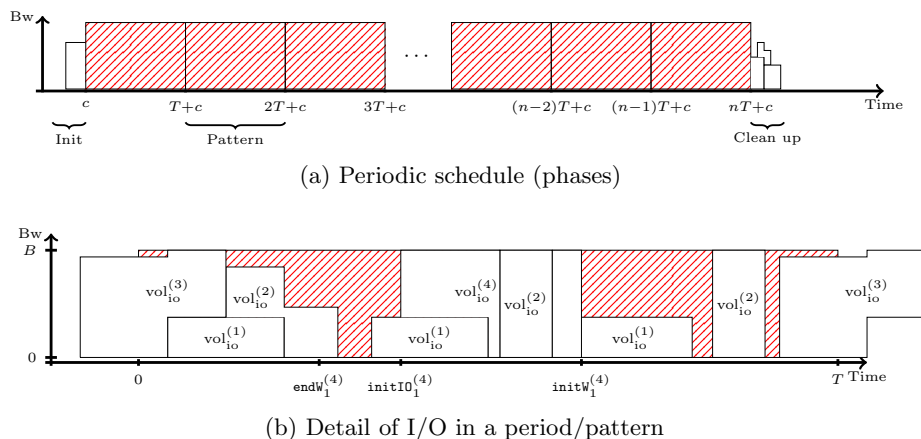 Bw
c T+c 2T+c 3T+c ... (n−2)T+c (n−1)T+c nT+c Time
Init Pattern Clean up
(a) Periodic schedule (phases)
Bw
B
vol_io^(3) vol_io^(2) vol_io^(4) vol_io^(2) vol_io^(2) vol_io^(3)
vol_io^(1) vol_io^(1) vol_io^(1)
0
0 endW_1^(4) initIO_1^(4) initW_1^(4) T Time
(b) Detail of I/O in a period/pattern